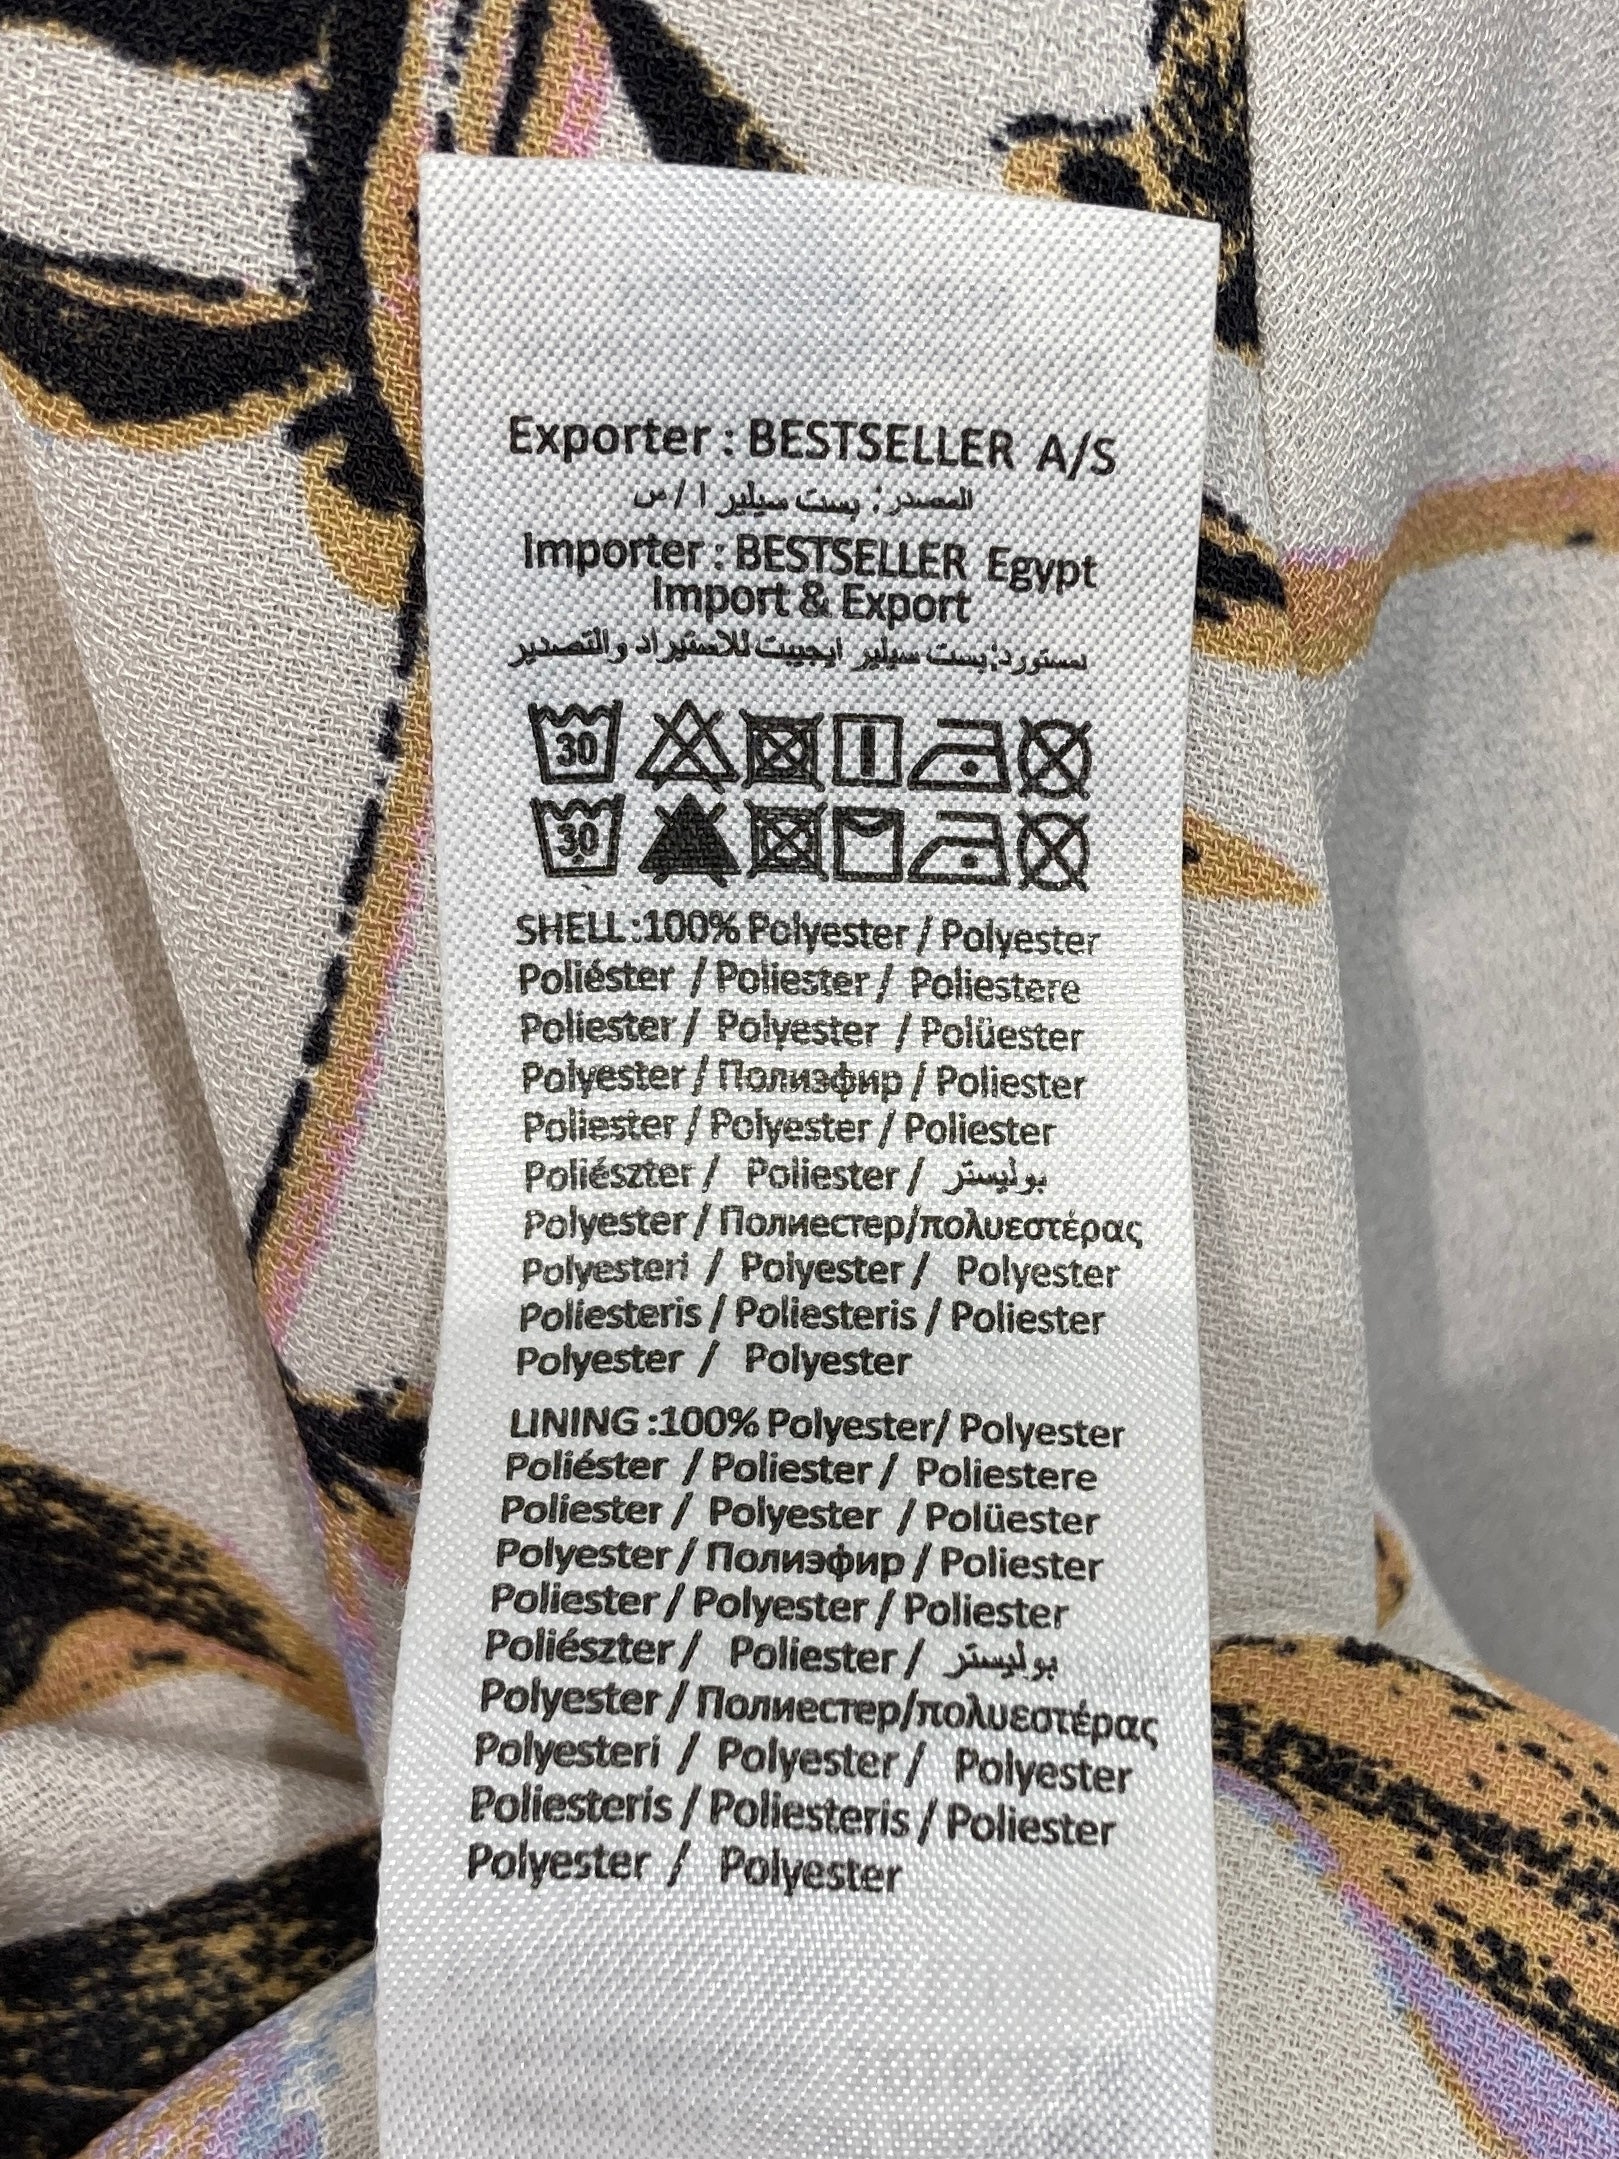 Exporter : BESTSELLER A/S
المصدر: بست سيلير ا / س
Importer : BESTSELLER Egypt
Import & Export
مستورد: بست سيلير ايجيبت للاستيراد والتصدير
30
30
SHELL :100% Polyester / Polyester
Poliéster / Poliester / Poliestere
Poliester / Polyester / Polüester
Polyester / Полиэфир / Poliester
Poliester / Polyester / Poliester
Poliészter / Poliester / بوليستر
Polyester / Полиестер/πολυεστέρας
Polyesteri / Polyester / Polyester
Poliesteris / Poliesteris / Poliester
Polyester / Polyester
LINING :100% Polyester/ Polyester
Poliéster / Poliester / Poliestere
Poliester / Polyester / Polüester
Polyester / Полиэфир / Poliester
Poliester / Polyester / Poliester
Poliészter / Poliester / بوليستر
Polyester / Полиестер/πολυεστέρας
Polyesteri / Polyester / Polyester
Poliesteris / Poliesteris / Poliester
Polyester / Polyester